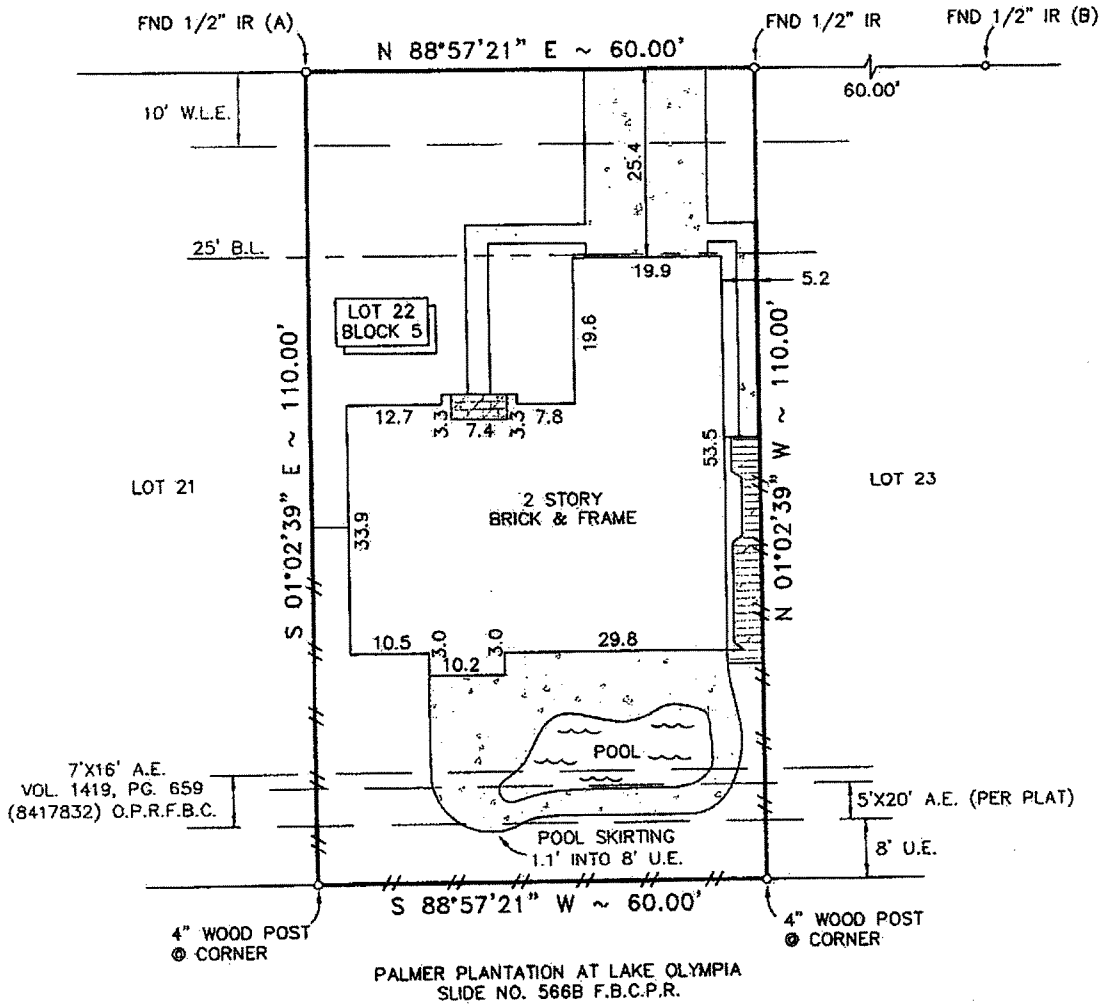 FND 1/2" IR (A)
FND 1/2" IR
FND 1/2" IR (B)
N 88°57'21" E ~ 60.00'
60.00'
10' W.L.E.
25.4
25' B.L.
19.9
5.2
LOT 22
BLOCK 5
19.6
S 01°02'39" E ~ 110.00'
N 01°02'39" W ~ 110.00'
12.7
3.3
7.4
3.3
7.8
53.5
LOT 21
LOT 23
2 STORY
BRICK & FRAME
33.9
10.5
3.0
10.2
3.0
29.8
POOL
7'X16' A.E.
VOL. 1419, PG. 659
(8417832) O.P.R.F.B.C.
5'X20' A.E. (PER PLAT)
POOL SKIRTING
1.1' INTO 8' U.E.
8' U.E.
S 88°57'21" W ~ 60.00'
4" WOOD POST
@ CORNER
4" WOOD POST
@ CORNER
PALMER PLANTATION AT LAKE OLYMPIA
SLIDE NO. 566B F.B.C.P.R.